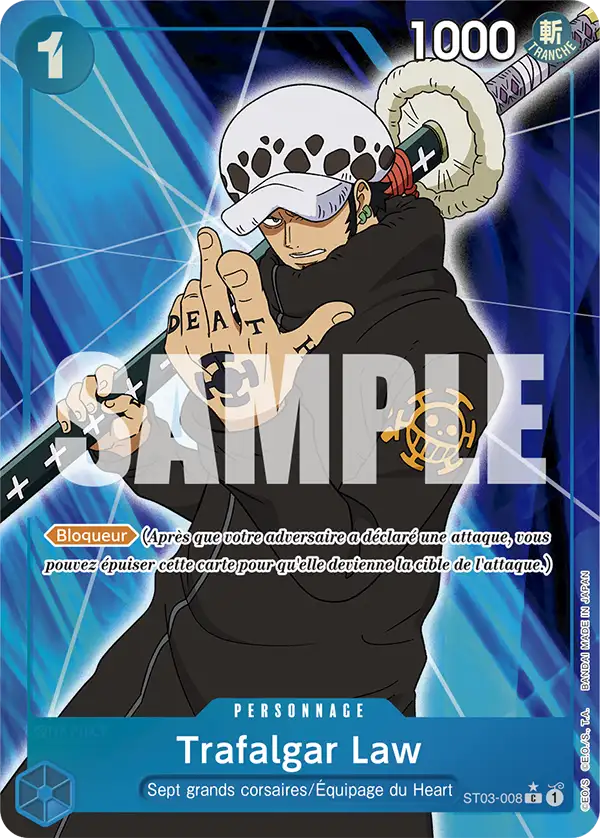 1
1000
斬
TRANCHE
DEATH
SAMPLE
Bloqueur (Après que votre adversaire a déclaré une attaque, vous
pouvez épuiser cette carte pour qu'elle devienne la cible de l'attaque.)
PERSONNAGE
Trafalgar Law
Sept grands corsaires/Équipage du Heart
ST03-008 C 1
©E.O/S., T.A. BANDAI MADE IN JAPAN